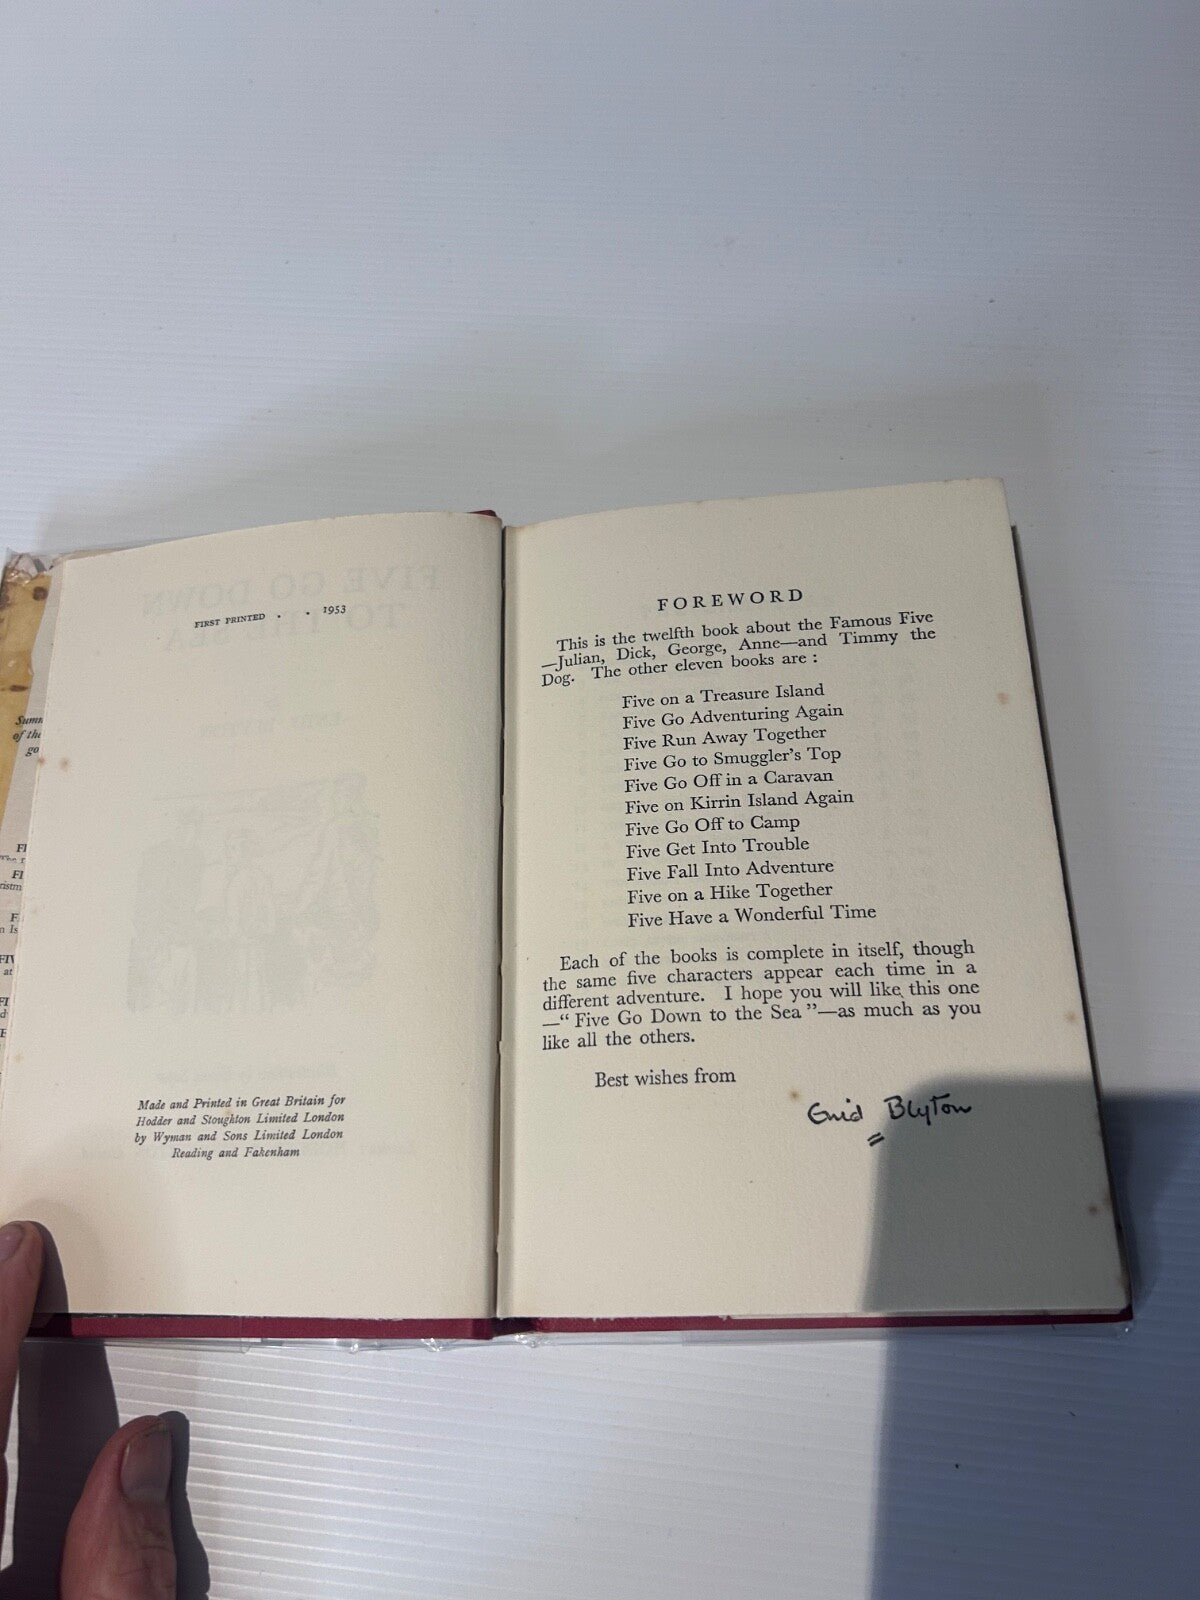 FIRST PRINTED . . 1953
Made and Printed in Great Britain for
Hodder and Stoughton Limited London
by Wyman and Sons Limited London
Reading and Fakenham
FOREWORD
This is the twelfth book about the Famous Five
—Julian, Dick, George, Anne—and Timmy the
Dog. The other eleven books are :
Five on a Treasure Island
Five Go Adventuring Again
Five Run Away Together
Five Go to Smuggler's Top
Five Go Off in a Caravan
Five on Kirrin Island Again
Five Go Off to Camp
Five Get Into Trouble
Five Fall Into Adventure
Five on a Hike Together
Five Have a Wonderful Time
Each of the books is complete in itself, though
the same five characters appear each time in a
different adventure. I hope you will like this one
—“ Five Go Down to the Sea ”—as much as you
like all the others.
Best wishes from
Enid Blyton